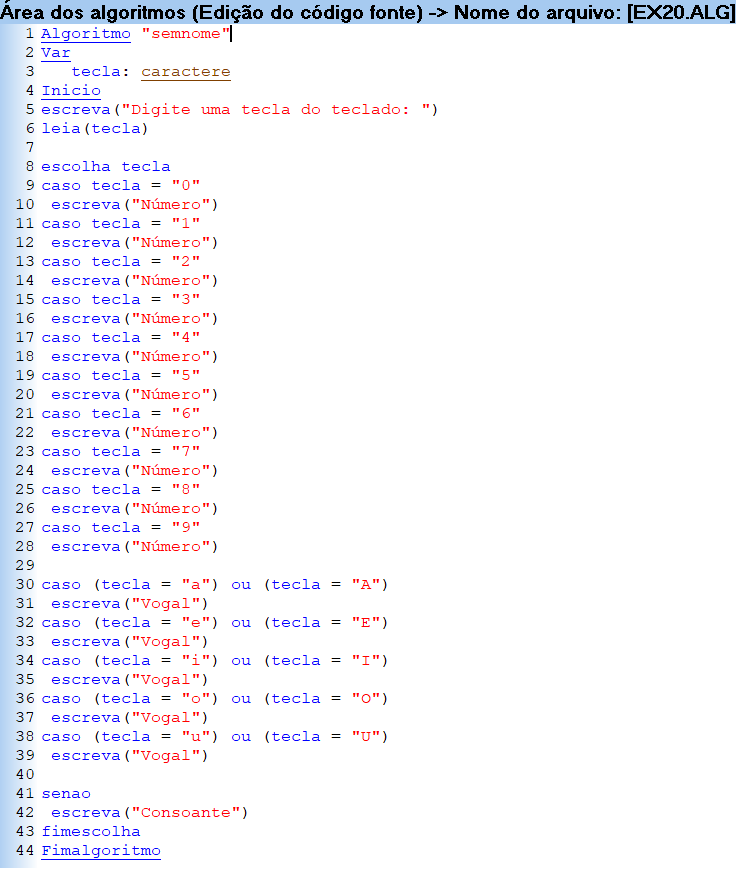 Área dos algoritmos (Edição do código fonte) -> Nome do arquivo: [EX20.ALG]
1 Algoritmo "semnome"
2 Var
3    tecla: caractere
4 Inicio
5 escreva("Digite uma tecla do teclado: ")
6 leia(tecla)
7
8 escolha tecla
9 caso tecla = "0"
10  escreva("Número")
11 caso tecla = "1"
12  escreva("Número")
13 caso tecla = "2"
14  escreva("Número")
15 caso tecla = "3"
16  escreva("Número")
17 caso tecla = "4"
18  escreva("Número")
19 caso tecla = "5"
20  escreva("Número")
21 caso tecla = "6"
22  escreva("Número")
23 caso tecla = "7"
24  escreva("Número")
25 caso tecla = "8"
26  escreva("Número")
27 caso tecla = "9"
28  escreva("Número")
29
30 caso (tecla = "a") ou (tecla = "A")
31  escreva("Vogal")
32 caso (tecla = "e") ou (tecla = "E")
33  escreva("Vogal")
34 caso (tecla = "i") ou (tecla = "I")
35  escreva("Vogal")
36 caso (tecla = "o") ou (tecla = "O")
37  escreva("Vogal")
38 caso (tecla = "u") ou (tecla = "U")
39  escreva("Vogal")
40
41 senao
42  escreva("Consoante")
43 fimescolha
44 Fimalgoritmo